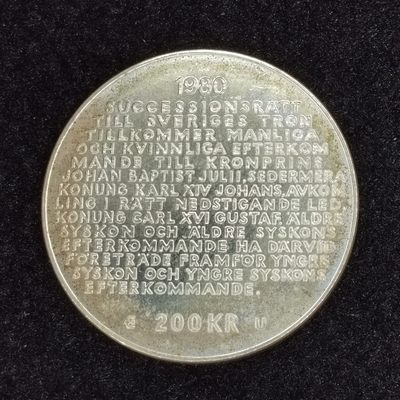 1980
SUCCESSIONSRÄTT
TILL SVERIGES TRON
TILLKOMMER MANLIGA
OCH KVINNLIGA EFTERKOM
MANDE TILL KRONPRINS
JOHAN BAPTIST JULII, SEDERMERA
KONUNG KARL XIV JOHANS, AVKOM
LING I RÄTT NEDSTIGANDE LED
KONUNG CARL XVI GUSTAF. ÄLDRE
SYSKON OCH ÄLDRE SYSKONS
EFTERKOMMANDE HA DÄRVID
FÖRETRÄDE FRAMFÖR YNGRE
SYSKON OCH YNGRE SYSKONS
EFTERKOMMANDE.
G 200 KR U